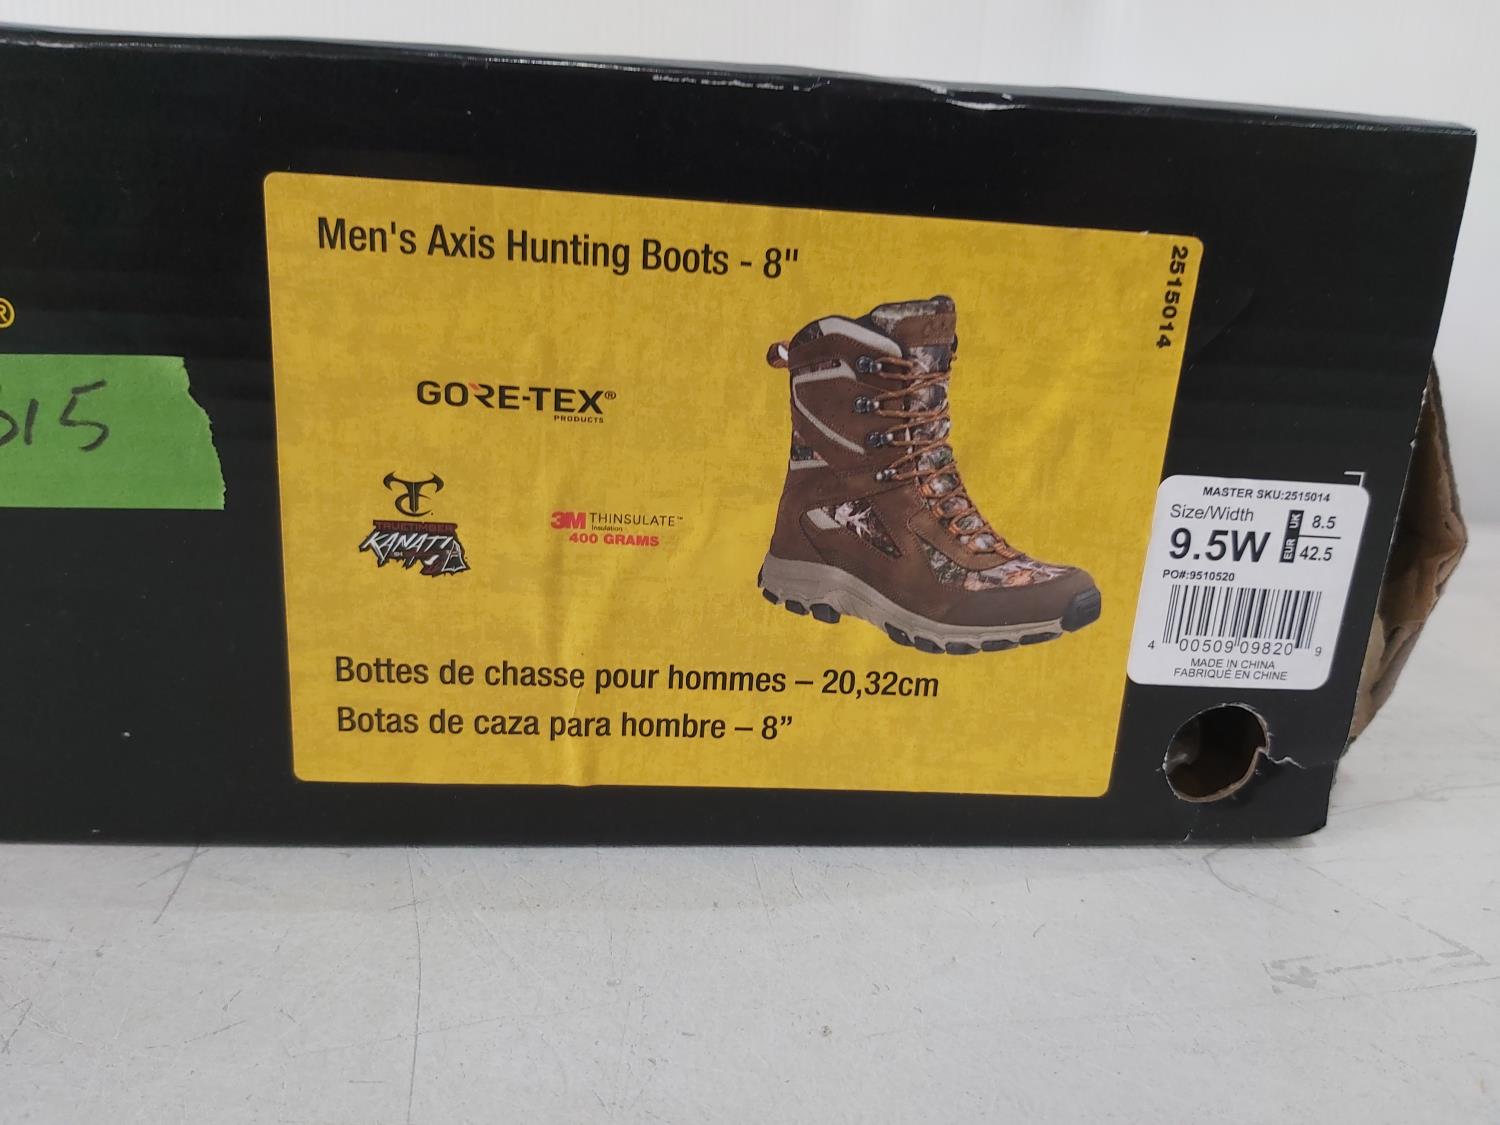 Men's Axis Hunting Boots - 8"
2515014
®
GORE-TEX®
PRODUCTS
TRUETIMBER
KANATI
3M THINSULATE™
Insulation
400 GRAMS
Bottes de chasse pour hommes – 20,32cm
Botas de caza para hombre – 8”
MASTER SKU:2515014
Size/Width
9.5W
UK 8.5
EUR 42.5
PO#:9510520
4 00509 09820 9
MADE IN CHINA
FABRIQUÉ EN CHINE
15